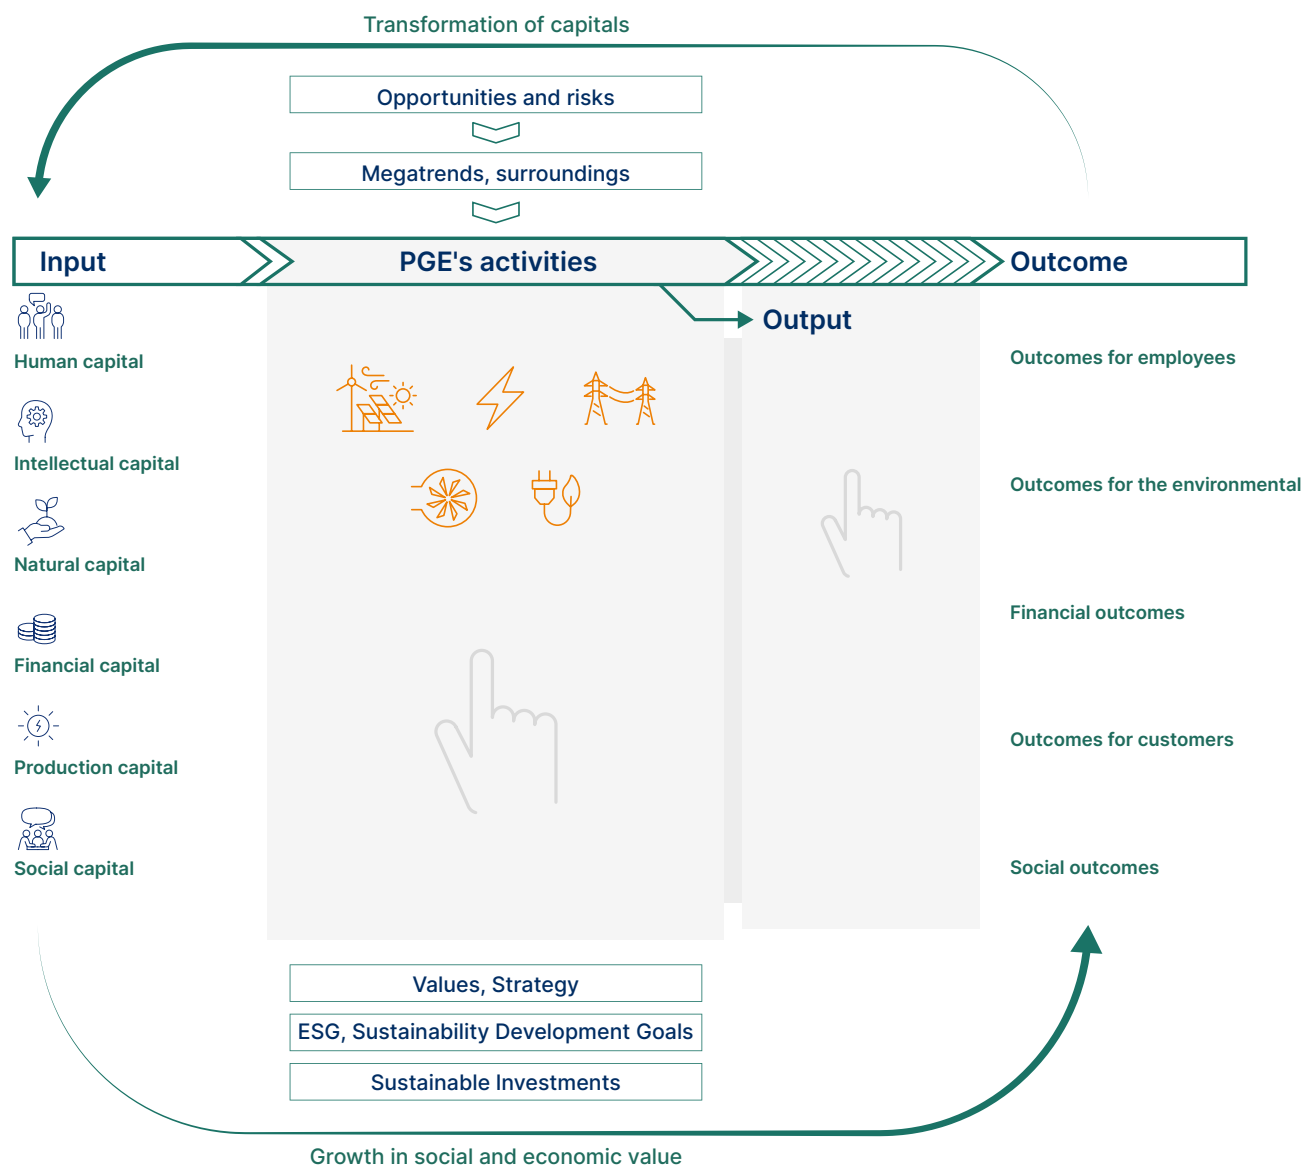 Transformation of capitals
Opportunities and risks
Megatrends, surroundings
Input
PGE's activities
Outcome
Output
Human capital
Intellectual capital
Natural capital
Financial capital
Production capital
Social capital
Outcomes for employees
Outcomes for the environmental
Financial outcomes
Outcomes for customers
Social outcomes
Values, Strategy
ESG, Sustainability Development Goals
Sustainable Investments
Growth in social and economic value